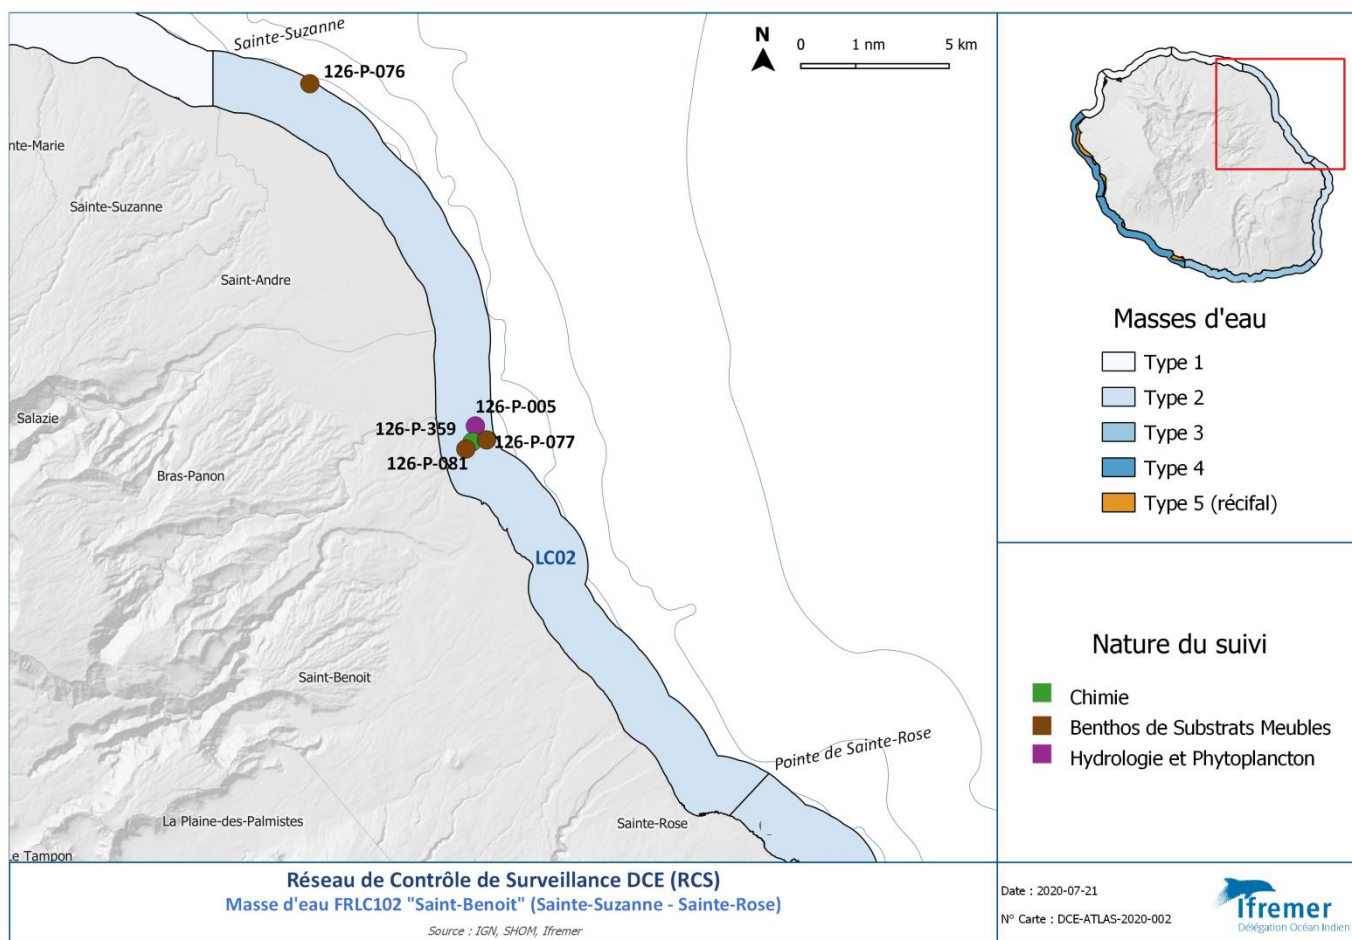 Sainte-Suzanne
126-P-076
N
0 1 nm 5 km
nte-Marie
Sainte-Suzanne
Saint-Andre
Salazie
126-P-005
126-P-359
126-P-077
126-P-081
Bras-Panon
LC02
Saint-Benoit
Pointe de Sainte-Rose
La Plaine-des-Palmistes
Sainte-Rose
e Tampon
Masses d'eau
Type 1
Type 2
Type 3
Type 4
Type 5 (récifal)
Nature du suivi
Chimie
Benthos de Substrats Meubles
Hydrologie et Phytoplancton
Réseau de Contrôle de Surveillance DCE (RCS)
Masse d'eau FRLC102 "Saint-Benoit" (Sainte-Suzanne - Sainte-Rose)
Source : IGN, SHOM, Ifremer
Date : 2020-07-21
N° Carte : DCE-ATLAS-2020-002
Ifremer
Délégation Océan Indien